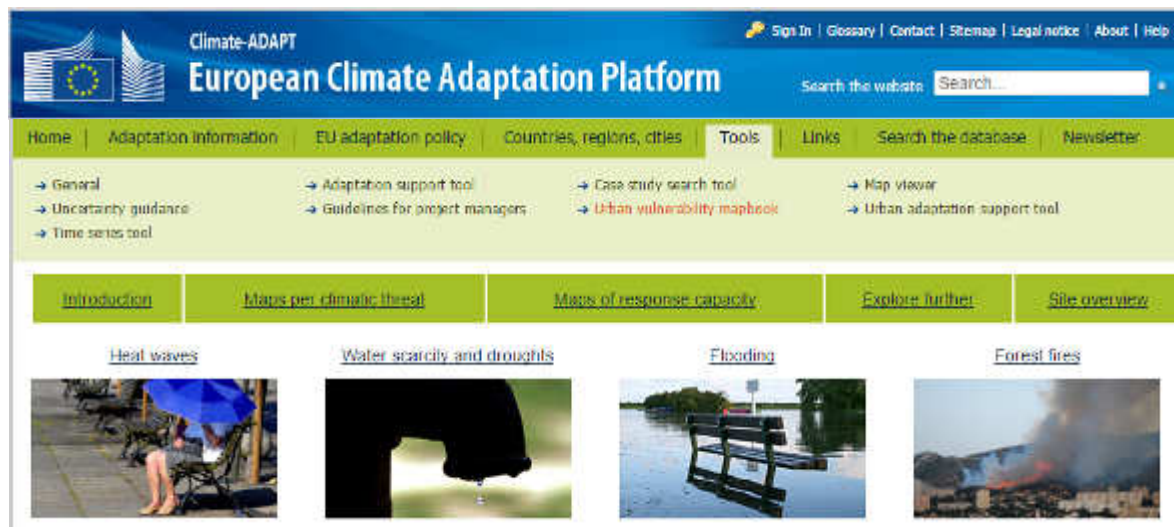 Sign In | Glossary | Contact | Sitemap | Legal notice | About | Help
Climate-ADAPT
European Climate Adaptation Platform
Search the website Search...
Home | Adaptation information | EU adaptation policy | Countries, regions, cities | Tools | Links | Search the database | Newsletter
→ General → Adaptation support tool → Case study search tool → Map viewer
→ Uncertainty guidance → Guidelines for project managers → Urban vulnerability mapbook → Urban adaptation support tool
→ Time series tool
Introduction Maps per climatic threat Maps of response capacity Explore further Site overview
Heat waves Water scarcity and droughts Flooding Forest fires